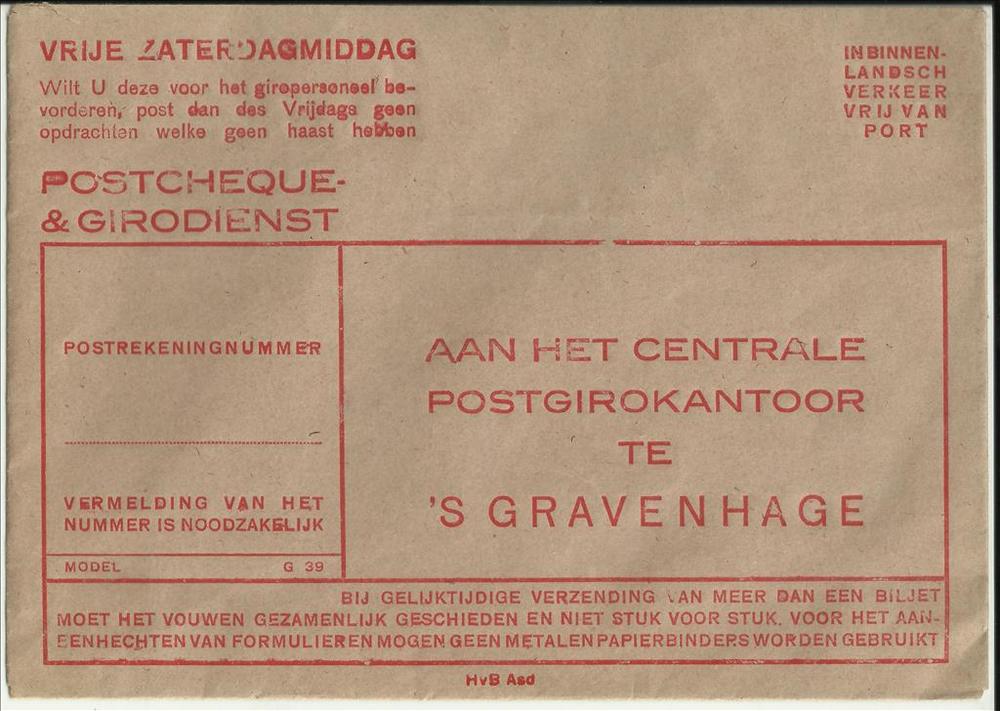 VRIJE ZATERDAGMIDDAG
Wilt U deze voor het giropersoneel be-
vorderen, post dan des Vrijdags geen
opdrachten welke geen haast hebben
IN BINNEN-
LANDSCH
VERKEER
VRIJ VAN
PORT
POSTCHEQUE-
& GIRODIENST
POSTREKENINGNUMMER
VERMELDING VAN HET
NUMMER IS NOODZAKELIJK
MODEL G 39
AAN HET CENTRALE
POSTGIROKANTOOR
TE
'S GRAVENHAGE
BIJ GELIJKTIJDIGE VERZENDING VAN MEER DAN EEN BILJET
MOET HET VOUWEN GEZAMENLIJK GESCHIEDEN EN NIET STUK VOOR STUK. VOOR HET AAN-
EENHECHTEN VAN FORMULIEREN MOGEN GEEN METALEN PAPIERBINDERS WORDEN GEBRUIKT
HvB Asd